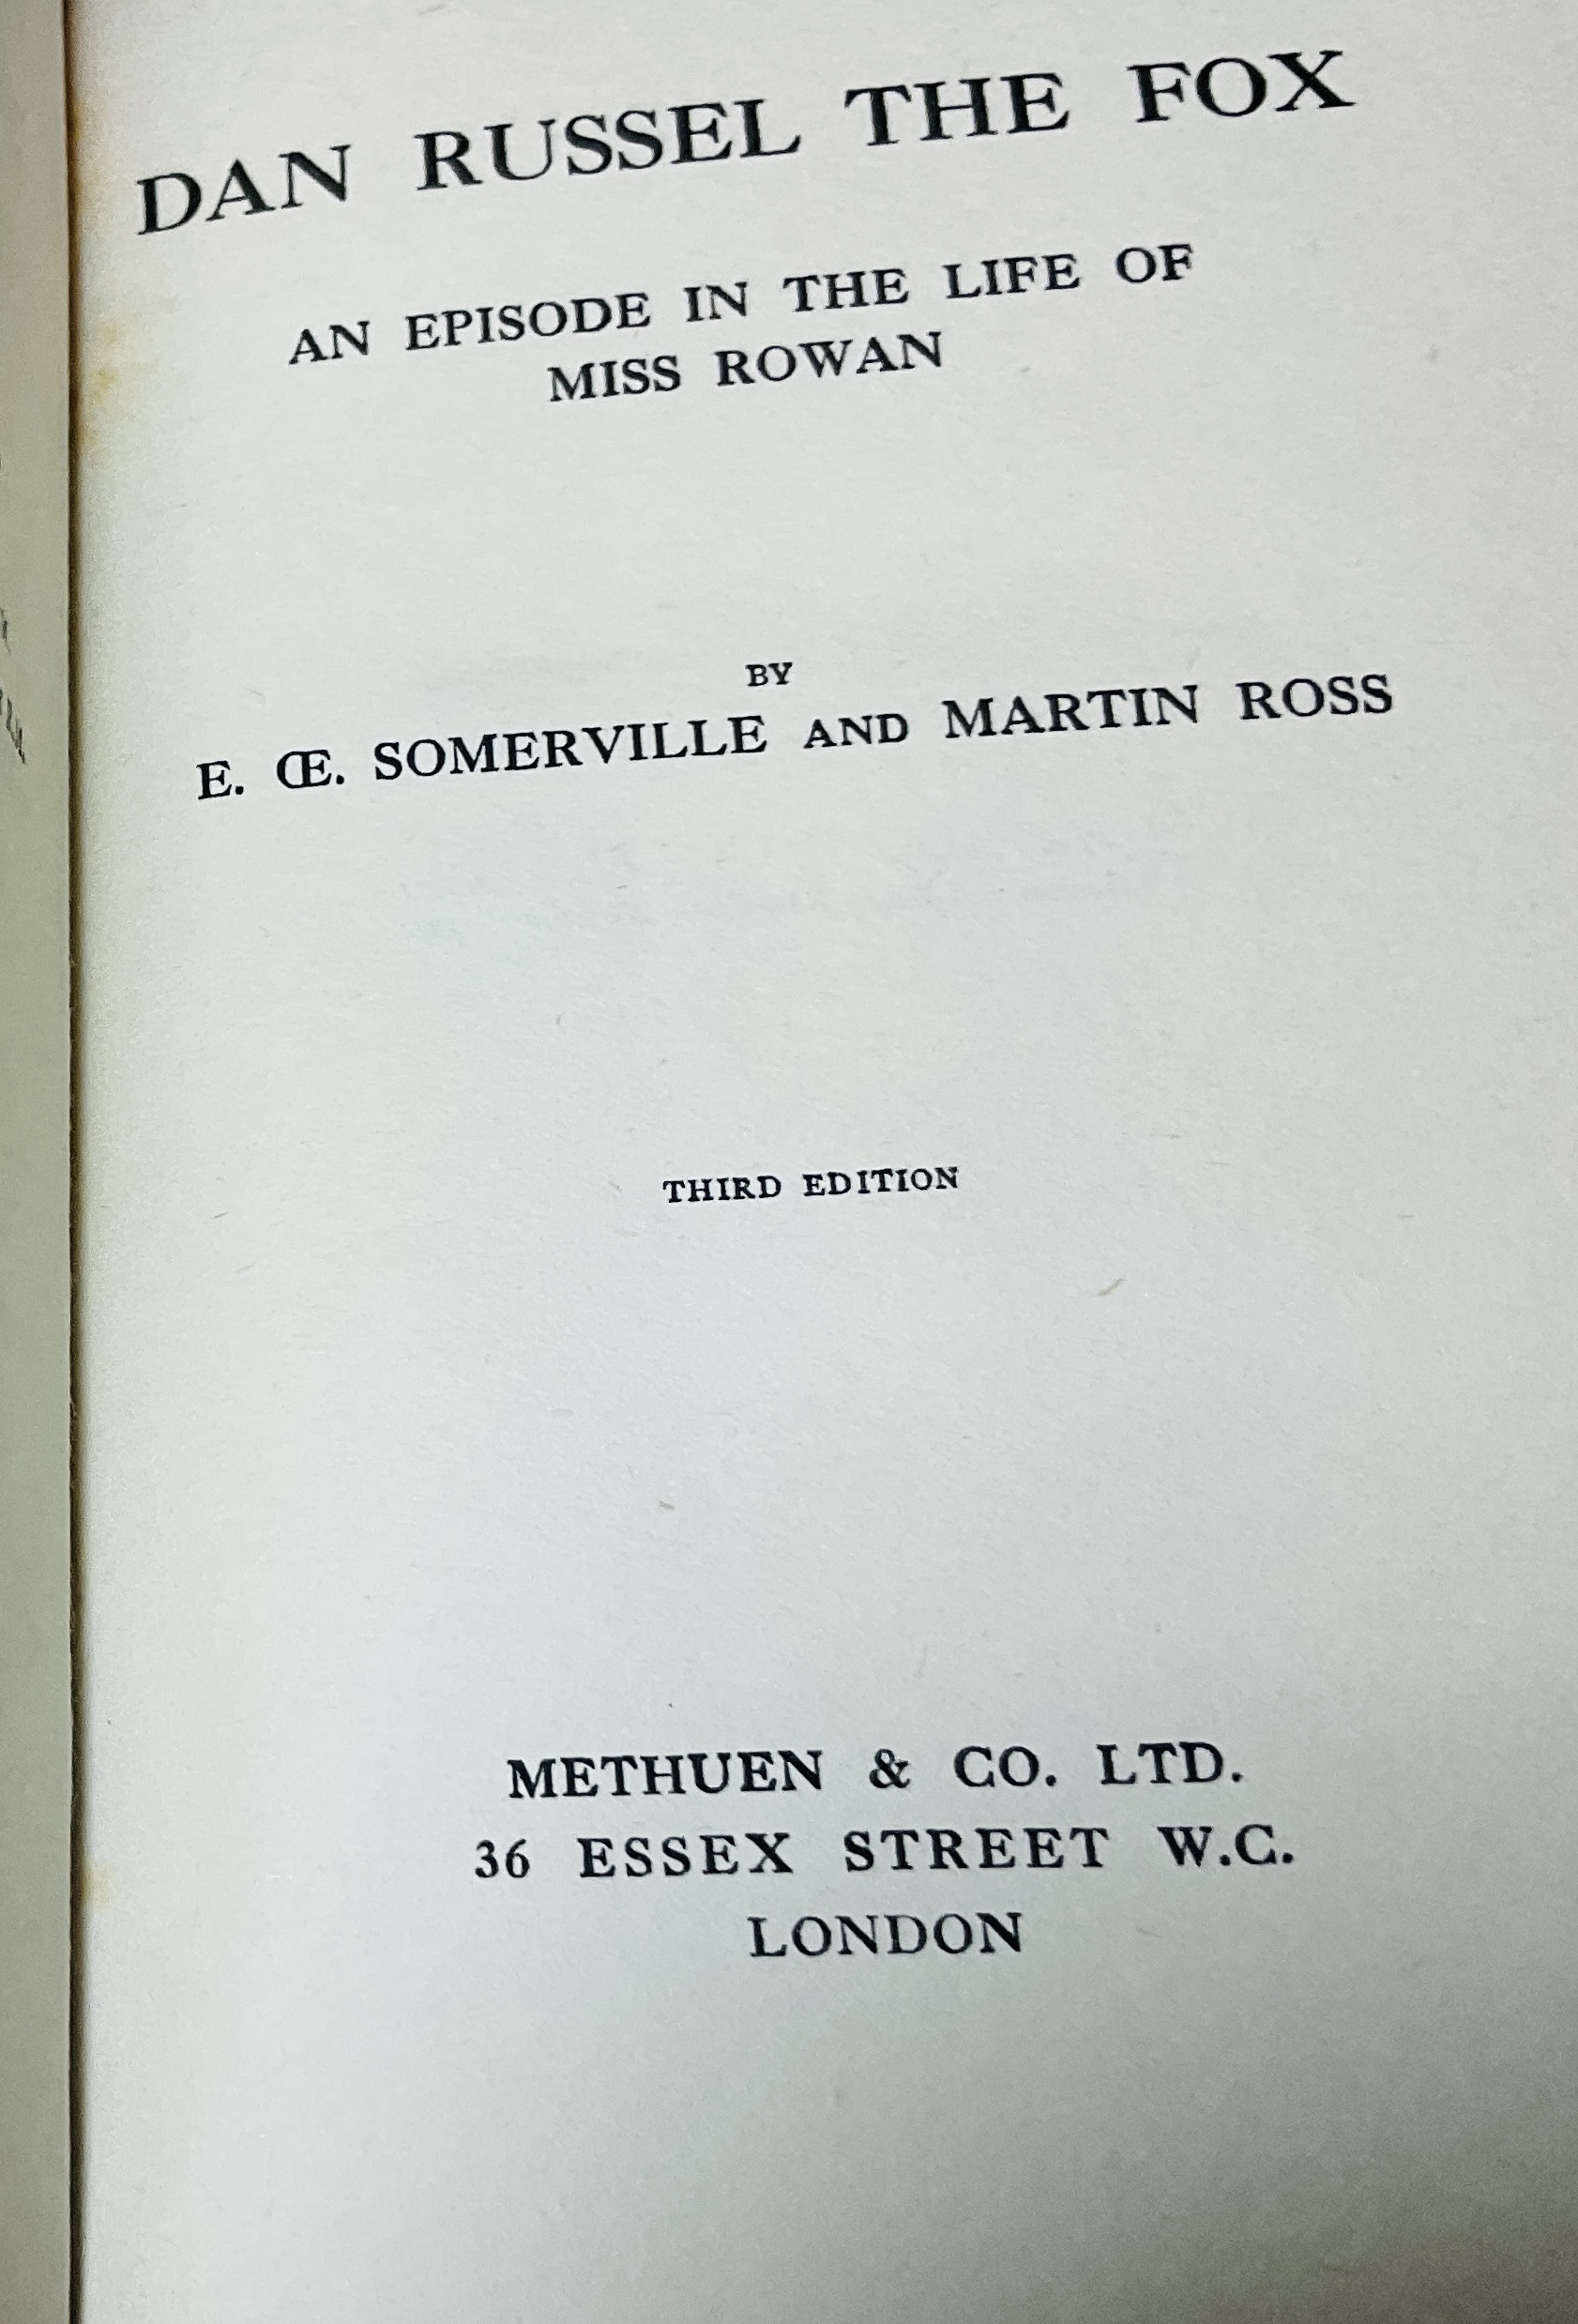 DAN RUSSEL THE FOX
AN EPISODE IN THE LIFE OF
MISS ROWAN
BY
E. Œ. SOMERVILLE AND MARTIN ROSS
THIRD EDITION
METHUEN & CO. LTD.
36 ESSEX STREET W.C.
LONDON